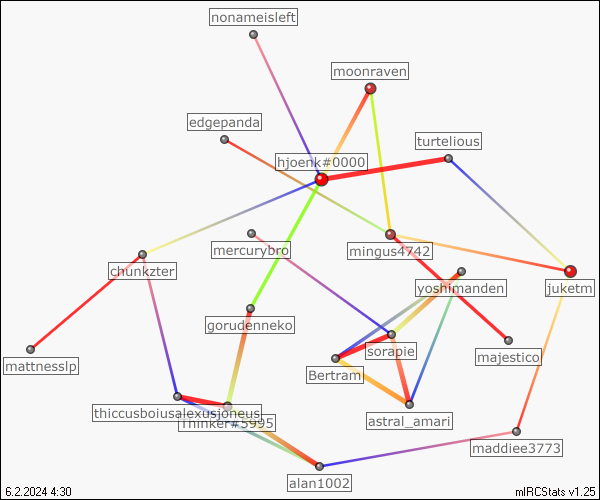 nonameisleft
moonraven
edgepanda
turtelious
hjoenk#0000
mercurybro
mingus4742
chunkzter
yoshimanden
juketm
gorudenneko
sorapie
majestico
mattnesslp
Bertram
thiccusboiusalexusjoneus
Thinker#5995
astral_amari
maddiee3773
alan1002
6.2.2024 4:30
mIRCStats v1.25